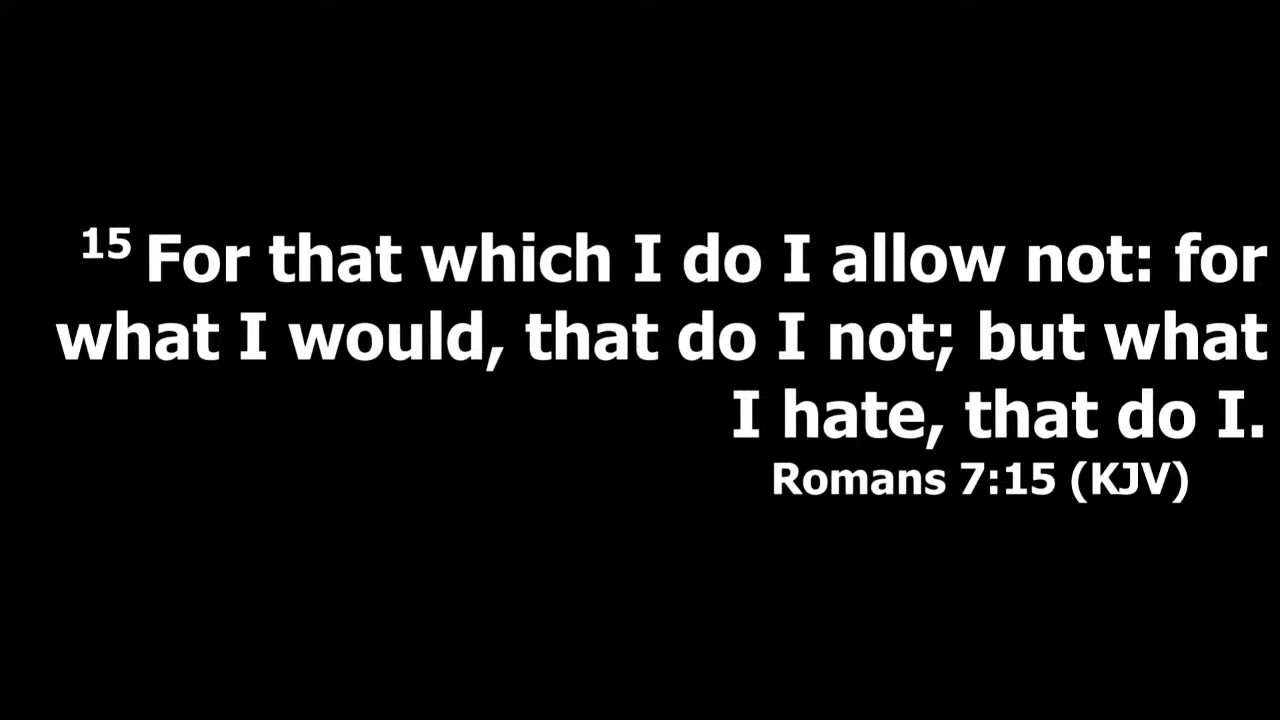 15 For that which I do I allow not: for
what I would, that do I not; but what
I hate, that do I.
Romans 7:15 (KJV)